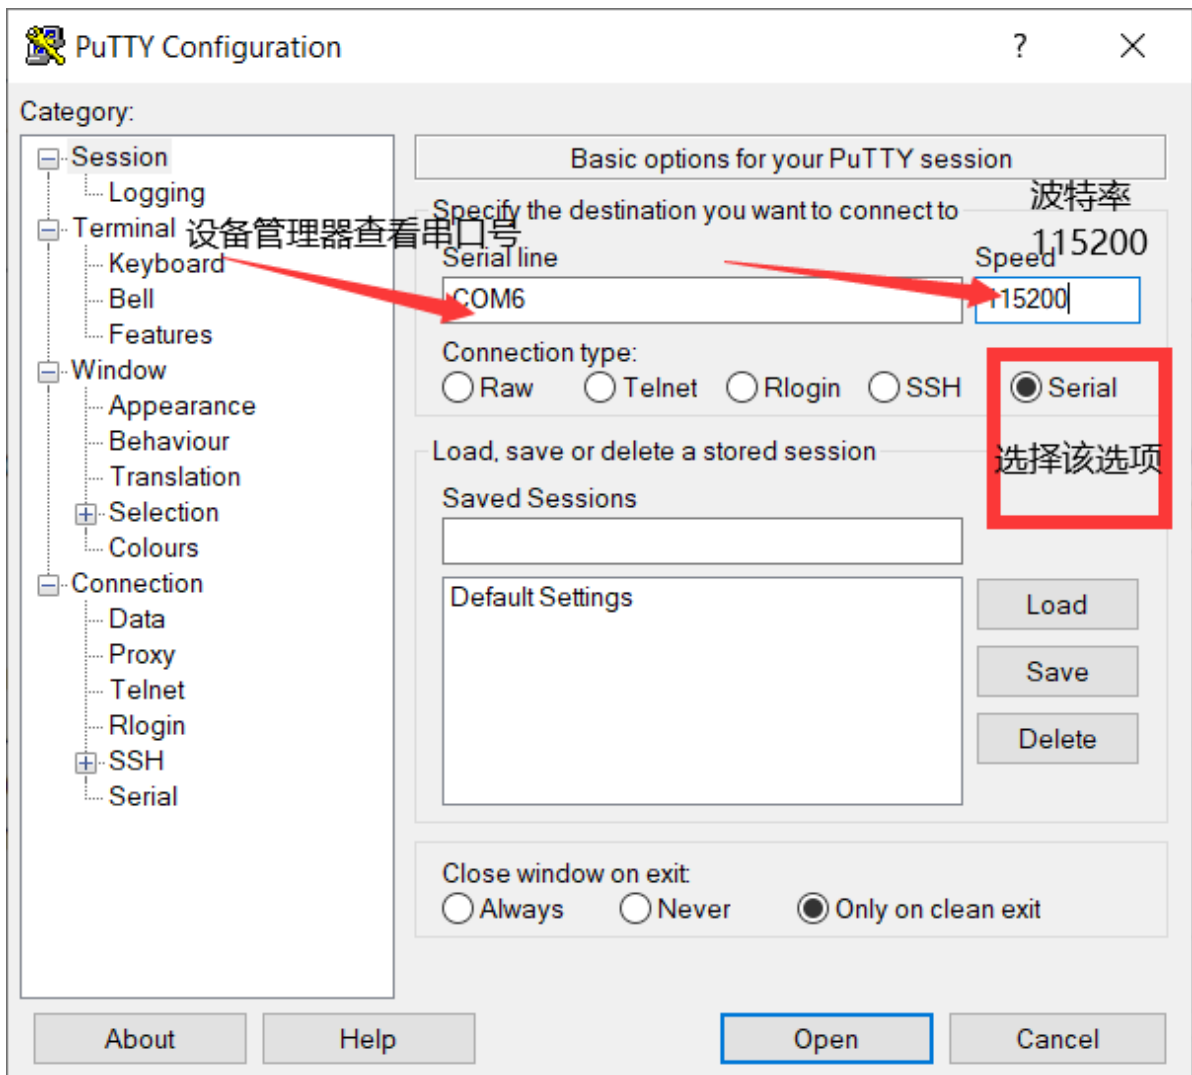 PuTTY Configuration
?
Category:
Session
Logging
Terminal
Keyboard
Bell
Features
Window
Appearance
Behaviour
Translation
Selection
Colours
Connection
Data
Proxy
Telnet
Rlogin
SSH
Serial
Basic options for your PuTTY session
波特率
115200
Specify the destination you want to connect to
设备管理器查看串口号
Serial line
Speed
COM6
115200
Connection type:
Raw Telnet Rlogin SSH Serial
选择该选项
Load, save or delete a stored session
Saved Sessions
Default Settings
Load
Save
Delete
Close window on exit:
Always Never Only on clean exit
About Help Open Cancel